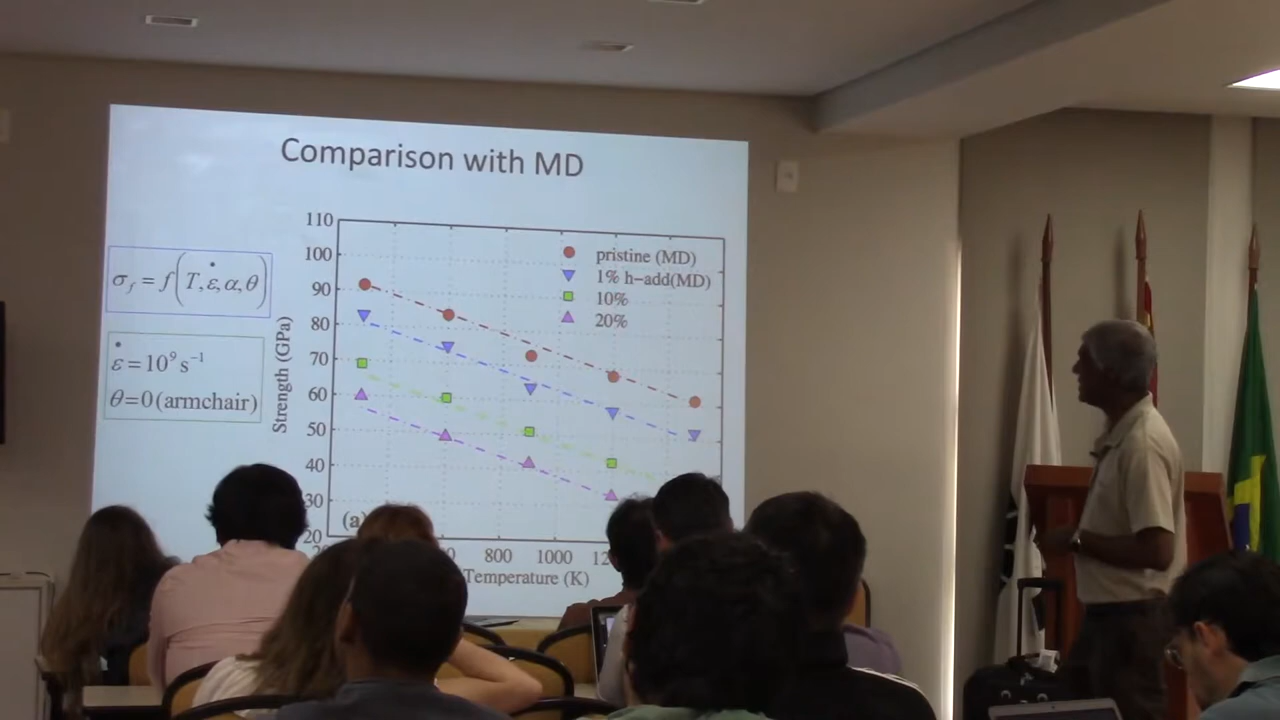 Comparison with MD
σ_f = f(T, ε̇, α, θ)
ε̇ = 10⁹ s⁻¹
θ = 0 (armchair)
110
100
90
80
70
60
50
40
30
20
Strength (GPa)
pristine (MD)
1% h-add(MD)
10%
20%
(a)
800
1000
Temperature (K)